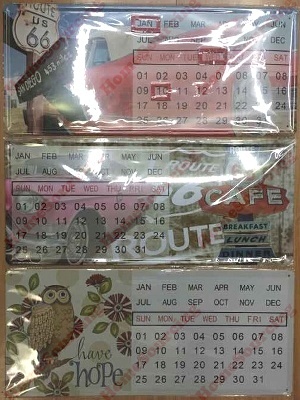 ROUTE
US
66
JAN FEB MAR APR MAY JUN
JUL AUG SEP OCT NOV DEC
SUN MON TUE WED THU FRI SAT
01 02 03 04 05 06 07 08
09 10 11 12 13 14 15 16
17 18 19 20 21 22 23 24
25 26 27 28 29 30 31
JAN FEB MAR APR MAY JUN
JUL AUG SEP OCT NOV DEC
SUN MON TUE WED THU FRI SAT
01 02 03 04 05 06 07 08
09 10 11 12 13 14 15 16
17 18 19 20 21 22 23 24
25 26 27 28 29 30 31
ROUTE
CAFE
ROUTE
BREAKFAST
LUNCH
DINNER
have
hope
JAN FEB MAR APR MAY JUN
JUL AUG SEP OCT NOV DEC
SUN MON TUE WED THU FRI SAT
01 02 03 04 05 06 07 08
09 10 11 12 13 14 15 16
17 18 19 20 21 22 23 24
25 26 27 28 29 30 31